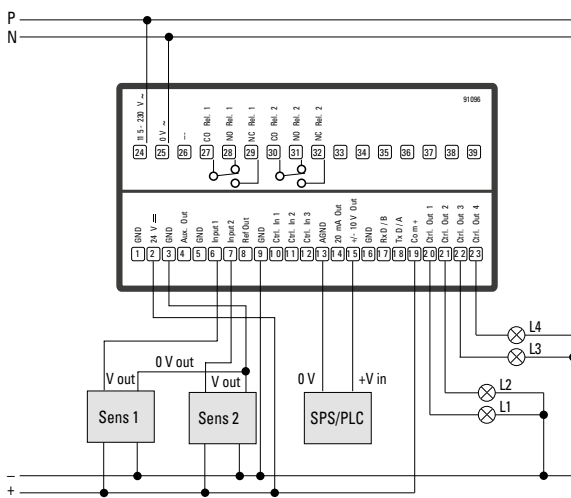 P
N
91096
115 - 230 V ~
0 V ~
---
CO Rel. 1
NO Rel. 1
NC Rel. 1
CO Rel. 2
NO Rel. 2
NC Rel. 2
24 25 26 27 28 29 30 31 32 33 34 35 36 37 38 39
GND
24 V
GND
Aux. Out
GND
Input1
Input2
Ref Out
GND
Ctrl. In 1
Ctrl. In 2
Ctrl. In 3
AGND
20 mA Out
+/- 10 V Out
GND
Rx D / B
Tx D / A
Com +
Ctrl. Out 1
Ctrl. Out 2
Ctrl. Out 3
Ctrl. Out 4
1 2 3 4 5 6 7 8 9 10 11 12 13 14 15 16 17 18 19 20 21 22 23
L4
L3
0 V out
V out
V out
0 V
+V in
L2
L1
Sens 1
Sens 2
SPS/PLC
–
+